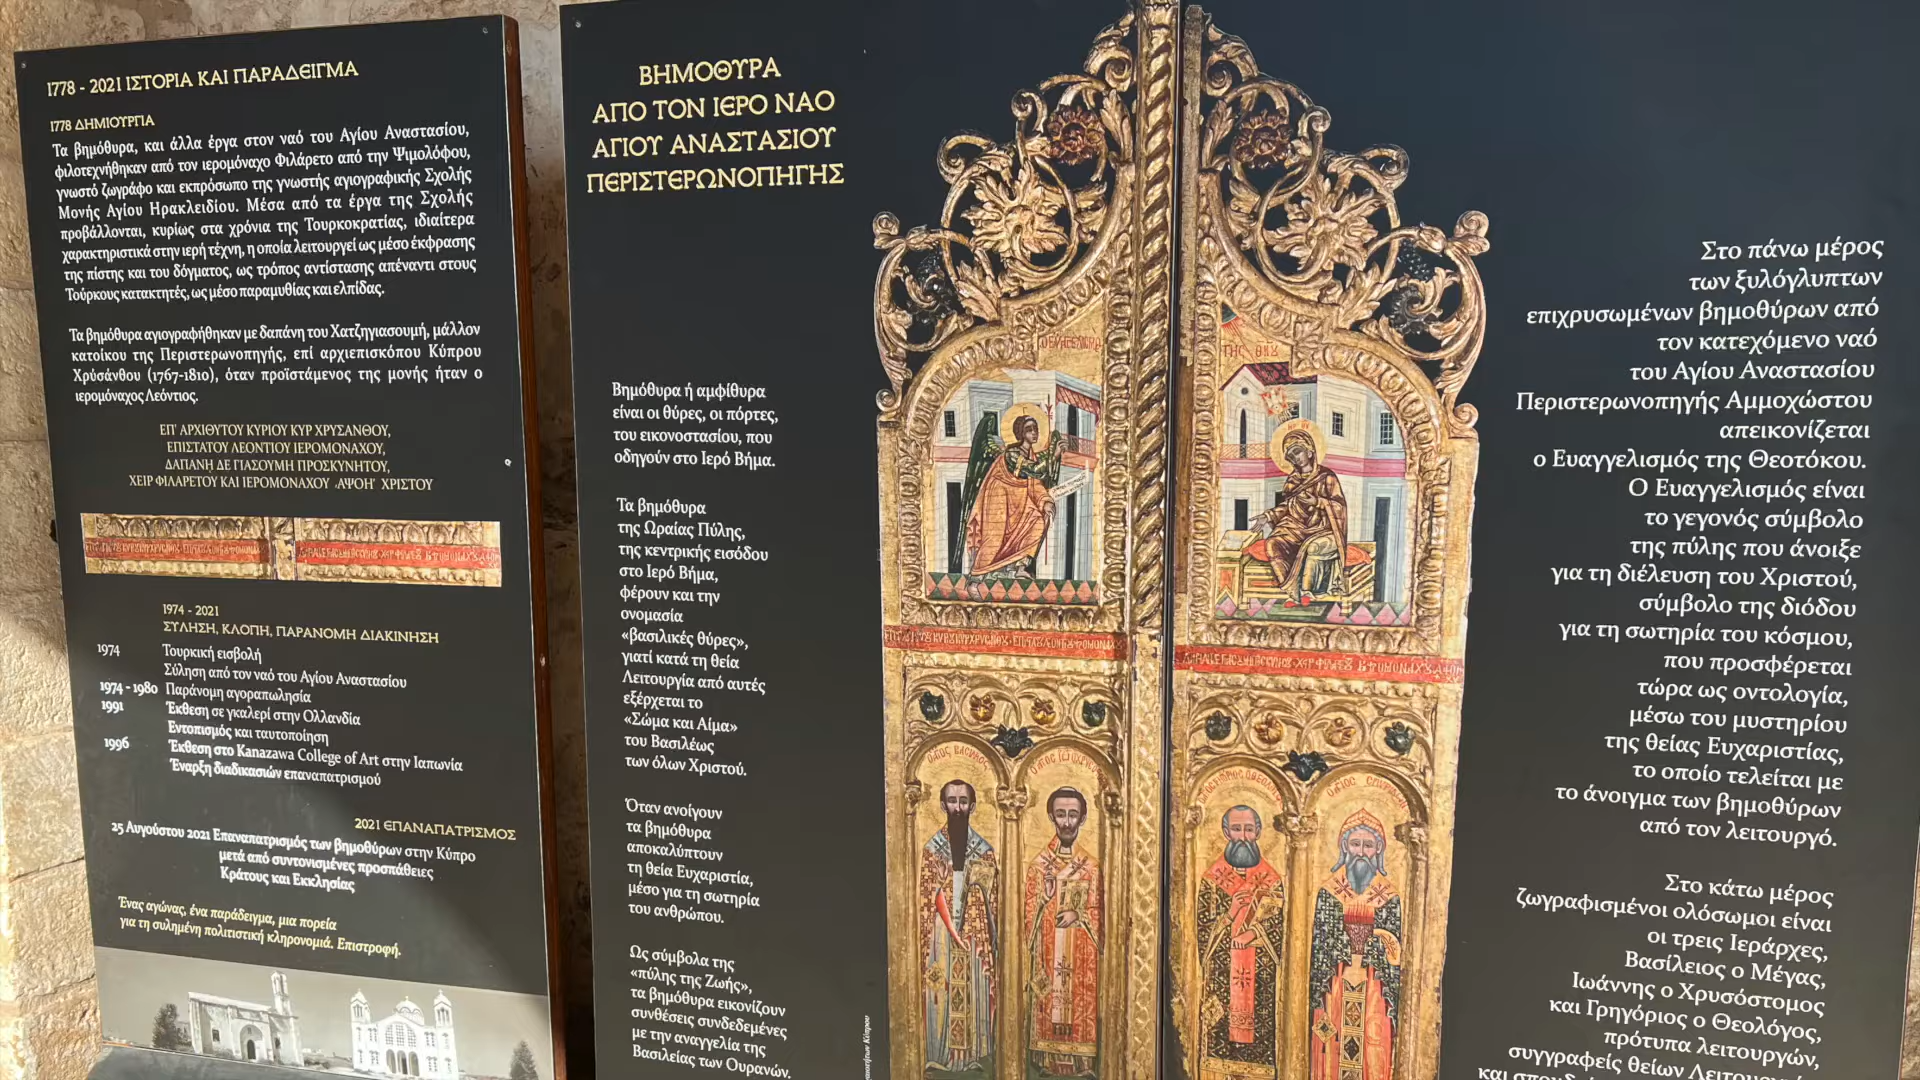 1778 - 2021 ΙΣΤΟΡΙΑ ΚΑΙ ΠΑΡΑΔΕΙΓΜΑ
1778 ΔΗΜΙΟΥΡΓΙΑ
Τα βημόθυρα, και άλλα έργα στον ναό του Αγίου Αναστασίου,
φιλοτεχνήθηκαν από τον ιερομόναχο Φιλάρετο από την Ψιμολόφου,
γνωστό ζωγράφο και εκπρόσωπο της γνωστής αγιογραφικής Σχολής
Μονής Αγίου Ηρακλειδίου. Μέσα από τα έργα της Σχολής
προβάλλονται, κυρίως στα χρόνια της Τουρκοκρατίας, ιδιαίτερα
χαρακτηριστικά στην ιερή τέχνη, η οποία λειτουργεί ως μέσο έκφρασης
της πίστης και του δόγματος, ως τρόπος αντίστασης απέναντι στους
Τούρκους κατακτητές, ως μέσο παραμυθίας και ελπίδας.
Τα βημόθυρα αγιογραφήθηκαν με δαπάνη του Χατζηγιασουμή, μάλλον
κατοίκου της Περιστερωνοπηγής, επί αρχιεπισκόπου Κύπρου
Χρύσάνθου (1767-1810), όταν προϊστάμενος της μονής ήταν ο
ιερομόναχος Λεόντιος.
ΕΠ' ΑΡΧΙΘΥΤΟΥ ΚΥΡΙΟΥ ΚΥΡ ΧΡΥΣΑΝΘΟΥ,
ΕΠΙΣΤΑΤΟΥ ΛΕΟΝΤΙΟΥ ΙΕΡΟΜΟΝΑΧΟΥ,
ΔΑΠΑΝΗ ΔΕ ΓΙΑΣΟΥΜΗ ΠΡΟΣΚΥΝΗΤΟΥ,
ΧΕΙΡ ΦΙΛΑΡΕΤΟΥ ΚΑΙ ΙΕΡΟΜΟΝΑΧΟΥ ͵ΑΨΟΗ' ΧΡΙΣΤΟΥ
1974 - 2021
ΣΥΛΗΣΗ, ΚΛΟΠΗ, ΠΑΡΑΝΟΜΗ ΔΙΑΚΙΝΗΣΗ
1974 Τουρκική εισβολή
Σύληση από τον ναό του Αγίου Αναστασίου
1974 - 1980 Παράνομη αγοραπωλησία
1991 Έκθεση σε γκαλερί στην Ολλανδία
Εντοπισμός και ταυτοποίηση
1996 Έκθεση στο Kanazawa College of Art στην Ιαπωνία
Έναρξη διαδικασιών επαναπατρισμού
2021 ΕΠΑΝΑΠΑΤΡΙΣΜΟΣ
25 Αυγούστου 2021 Επαναπατρισμός των βημοθύρων στην Κύπρο
μετά από συντονισμένες προσπάθειες
Κράτους και Εκκλησίας
Ένας αγώνας, ένα παράδειγμα, μια πορεία
για τη συλημένη πολιτιστική κληρονομιά. Επιστροφή.
ΒΗΜΟΘΥΡΑ
ΑΠΟ ΤΟΝ ΙΕΡΟ ΝΑΟ
ΑΓΙΟΥ ΑΝΑΣΤΑΣΙΟΥ
ΠΕΡΙΣΤΕΡΩΝΟΠΗΓΗΣ
Βημόθυρα ή αμφίθυρα
είναι οι θύρες, οι πόρτες,
του εικονοστασίου, που
οδηγούν στο Ιερό Βήμα.
Τα βημόθυρα
της Ωραίας Πύλης,
της κεντρικής εισόδου
στο Ιερό Βήμα,
φέρουν και την
ονομασία
«βασιλικές θύρες»,
γιατί κατά τη θεία
Λειτουργία από αυτές
εξέρχεται το
«Σώμα και Αίμα»
του Βασιλέως
των όλων Χριστού.
Όταν ανοίγουν
τα βημόθυρα
αποκαλύπτουν
τη θεία Ευχαριστία,
μέσο για τη σωτηρία
του ανθρώπου.
Ως σύμβολα της
«πύλης της Ζωής»,
τα βημόθυρα εικονίζουν
συνθέσεις συνδεδεμένες
με την αναγγελία της
Βασιλείας των Ουρανών.
Στο πάνω μέρος
των ξυλόγλυπτων
επιχρυσωμένων βημοθύρων από
τον κατεχόμενο ναό
του Αγίου Αναστασίου
Περιστερωνοπηγής Αμμοχώστου
απεικονίζεται
ο Ευαγγελισμός της Θεοτόκου.
Ο Ευαγγελισμός είναι
το γεγονός σύμβολο
της πύλης που άνοιξε
για τη διέλευση του Χριστού,
σύμβολο της διόδου
για τη σωτηρία του κόσμου,
που προσφέρεται
τώρα ως οντολογία,
μέσω του μυστηρίου
της θείας Ευχαριστίας,
το οποίο τελείται με
το άνοιγμα των βημοθύρων
από τον λειτουργό.
Στο κάτω μέρος
ζωγραφισμένοι ολόσωμοι είναι
οι τρεις Ιεράρχες,
Βασίλειος ο Μέγας,
Ιωάννης ο Χρυσόστομος
και Γρηγόριος ο Θεολόγος,
πρότυπα λειτουργών,
συγγραφείς θείων
και